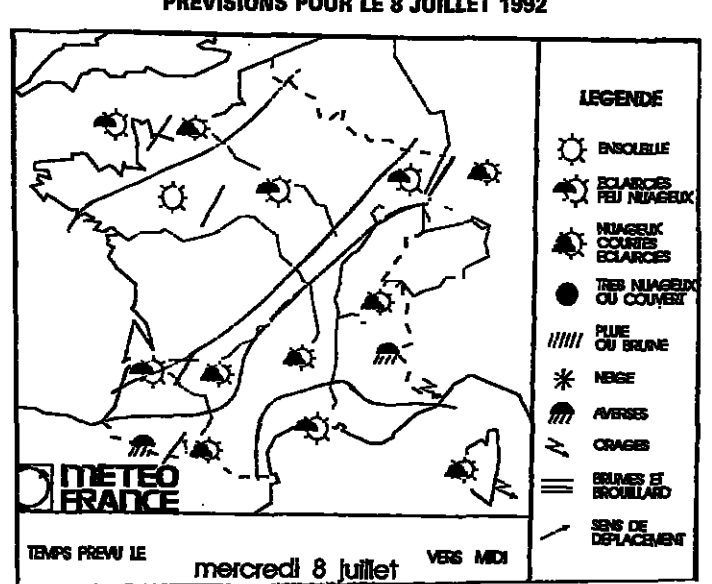 PRÉVISIONS POUR LE 8 JUILLET 1992
LEGENDE
ENSOLEILLE
ECLAIRCIES
PEU NUAGEUX
NUAGEUX
COURTES
ECLAIRCIES
TRES NUAGEUX
OU COUVERT
PLUIE
OU BRUINE
NEIGE
AVERSES
ORAGES
BRUMES ET
BROUILLARD
SENS DE
DEPLACEMENT
METEO
FRANCE
TEMPS PREVU LE mercredi 8 juillet VERS MIDI